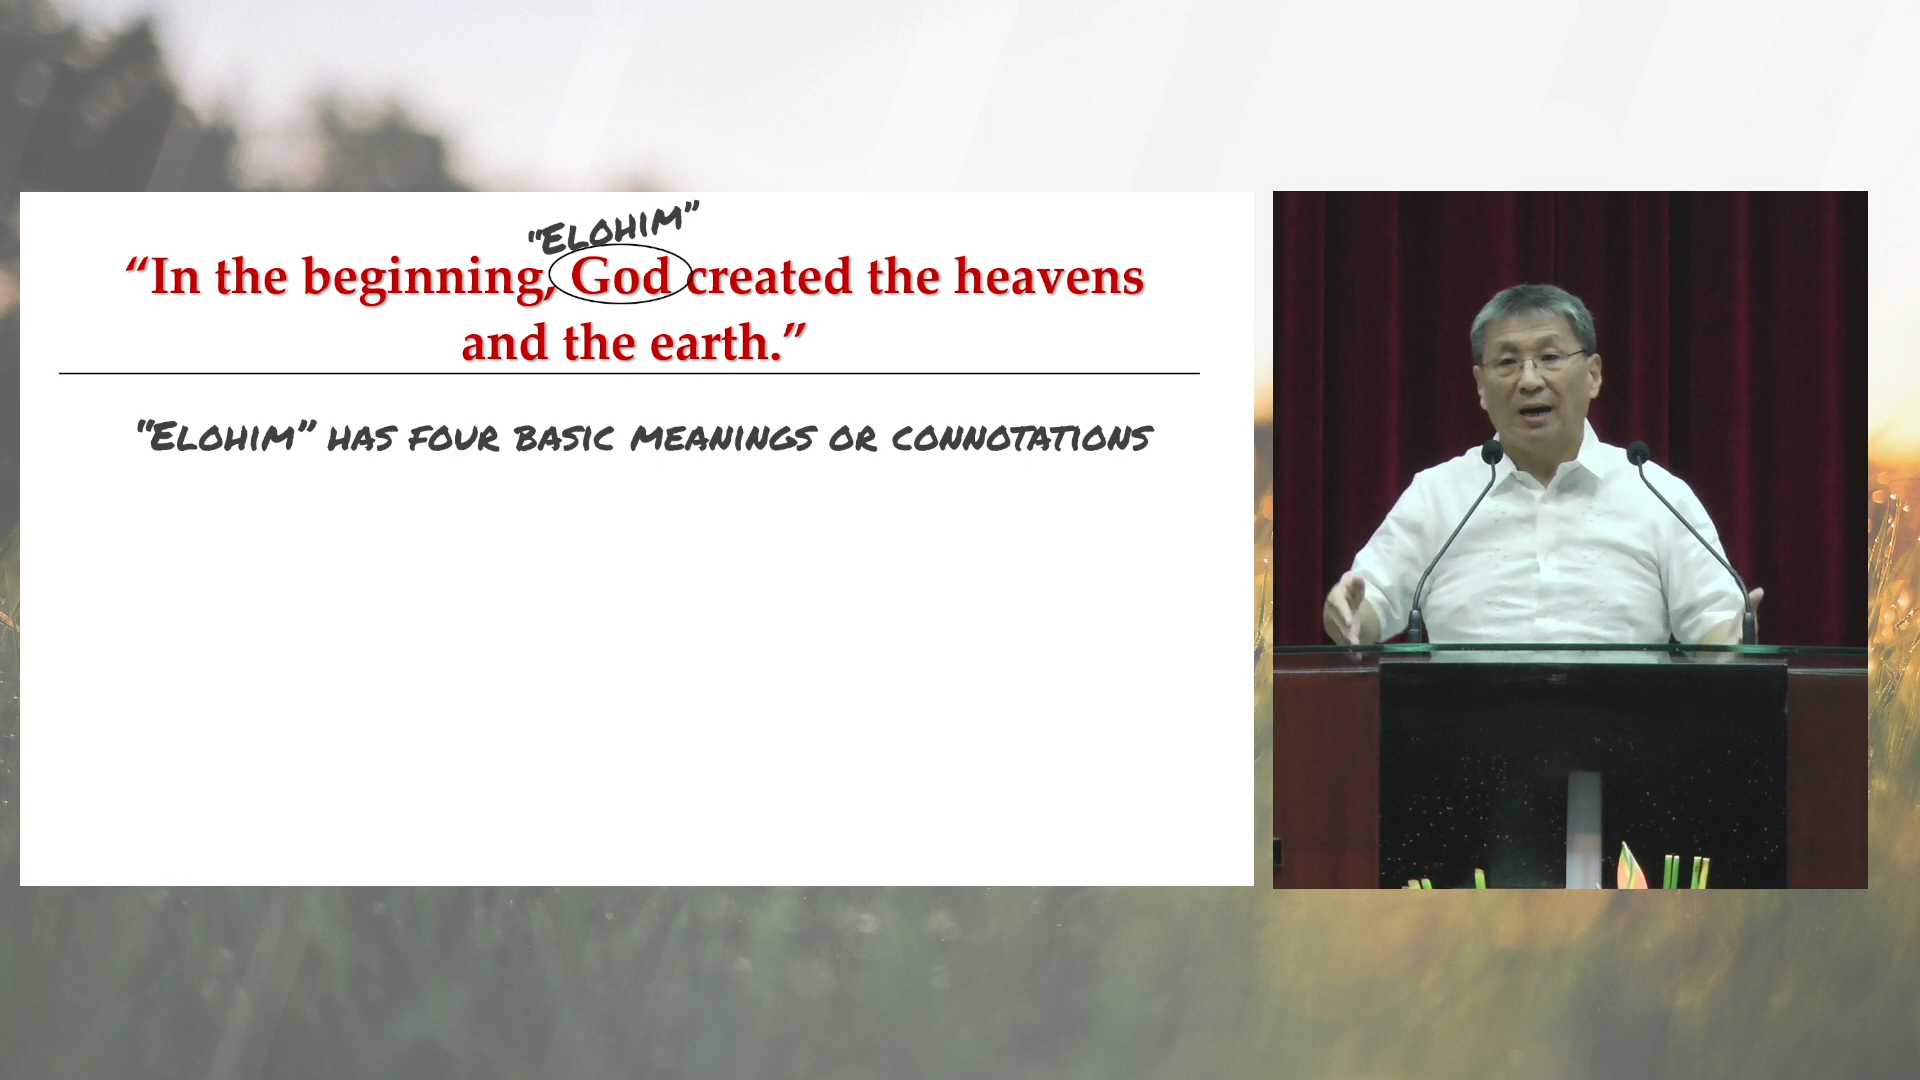 “Elohim”
“In the beginning, God created the heavens
and the earth.”
“Elohim” has four basic meanings or connotations